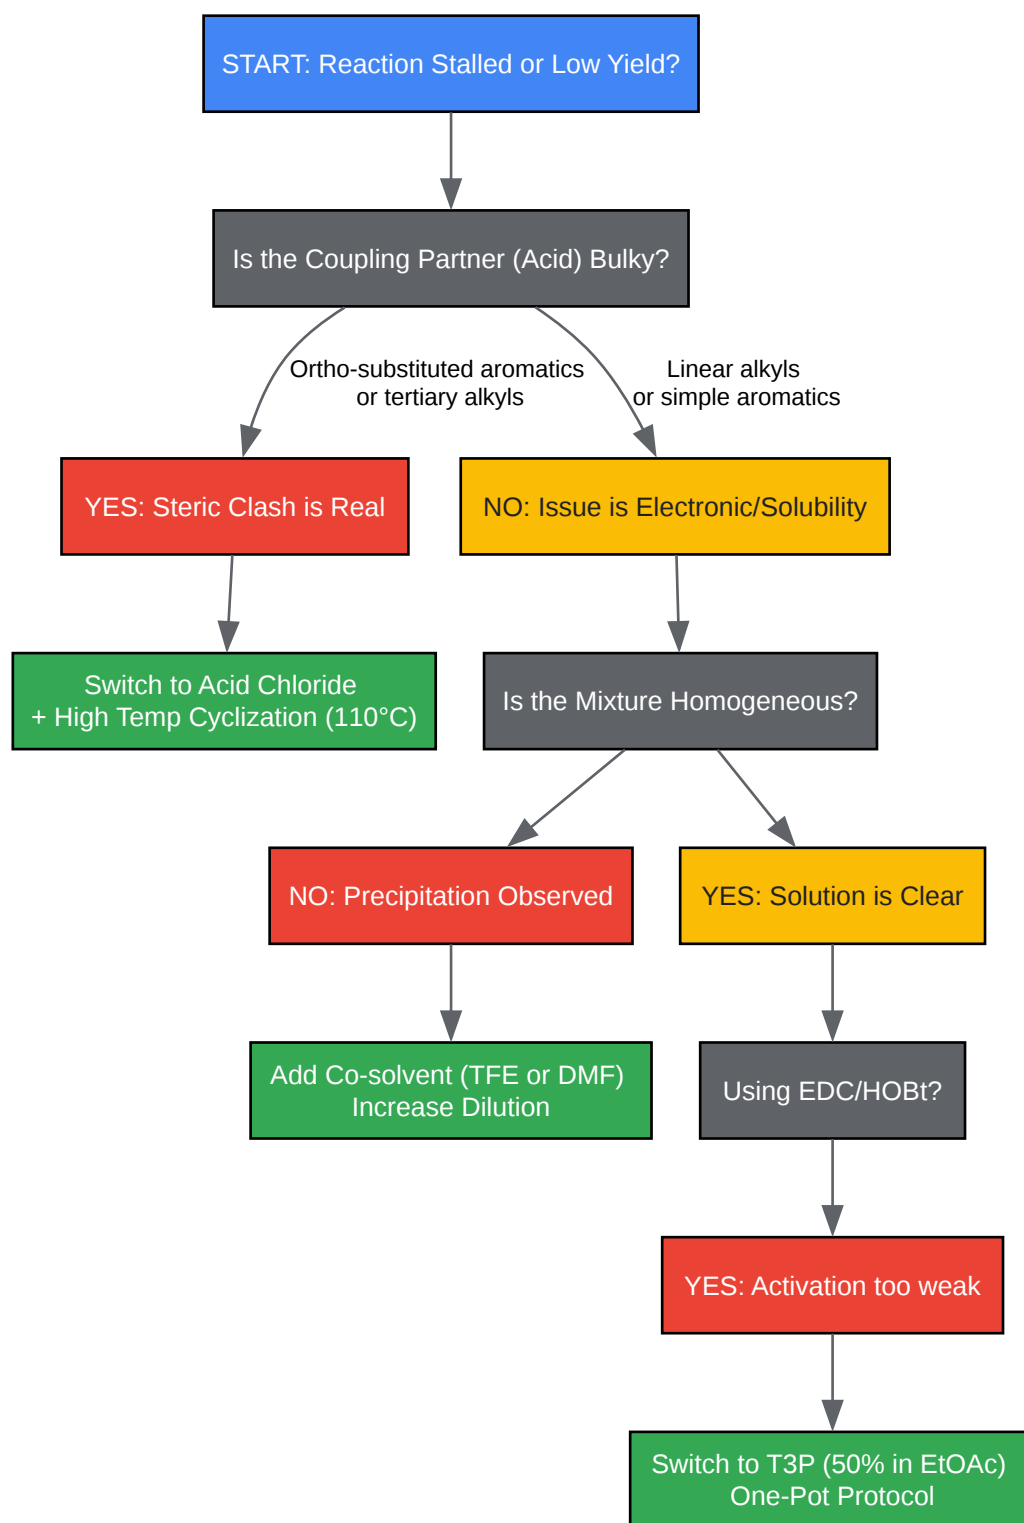 START: Reaction Stalled or Low Yield?
Is the Coupling Partner (Acid) Bulky?
Ortho-substituted aromatics
or tertiary alkyls
Linear alkyls
or simple aromatics
YES: Steric Clash is Real
NO: Issue is Electronic/Solubility
Switch to Acid Chloride
+ High Temp Cyclization (110°C)
Is the Mixture Homogeneous?
NO: Precipitation Observed
YES: Solution is Clear
Add Co-solvent (TFE or DMF)
Increase Dilution
Using EDC/HOBt?
YES: Activation too weak
Switch to T3P (50% in EtOAc)
One-Pot Protocol